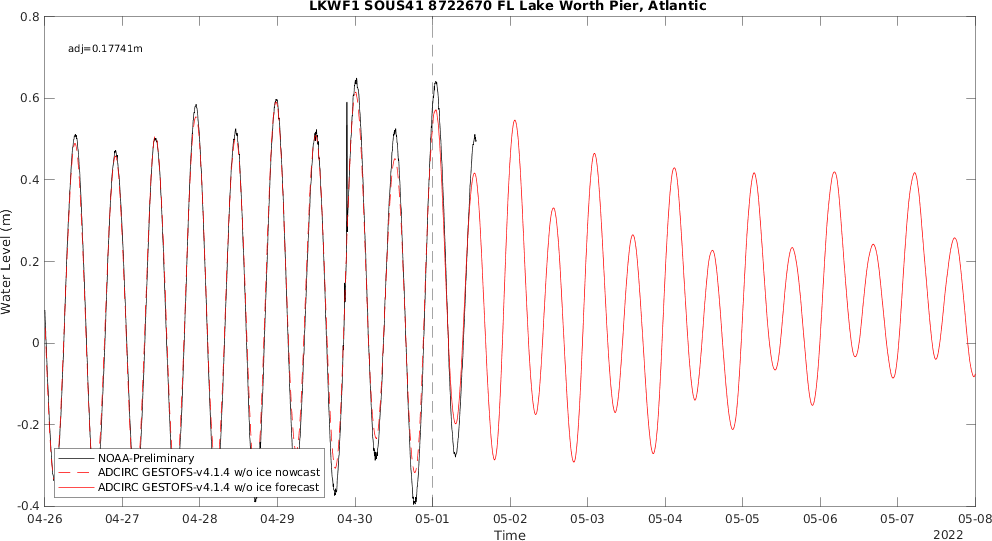 LKWF1 SOUS41 8722670 FL Lake Worth Pier, Atlantic
0.8
adj=0.17741m
0.6
0.4
0.2
0
-0.2
-0.4
Water Level (m)
NOAA-Preliminary
ADCIRC GESTOFS-v4.1.4 w/o ice nowcast
ADCIRC GESTOFS-v4.1.4 w/o ice forecast
04-26 04-27 04-28 04-29 04-30 05-01 05-02 05-03 05-04 05-05 05-06 05-07 05-08
Time
2022